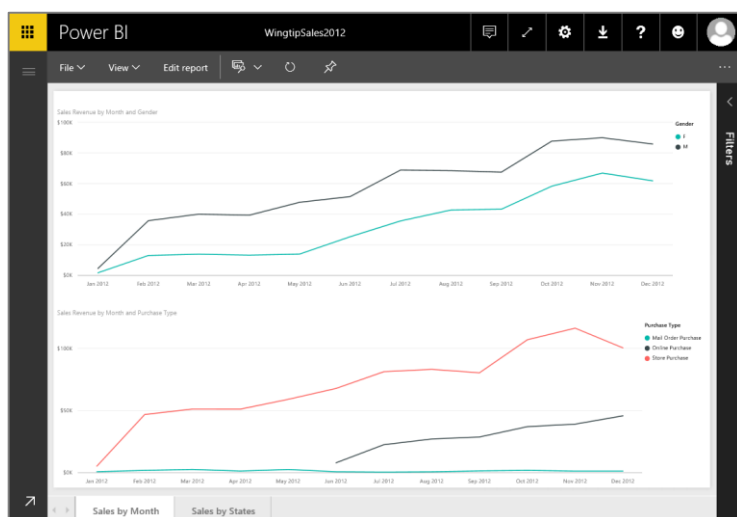 Power BI
WingtipSales2012
?
File View Edit report
...
Filters
Sales Revenue by Month and Gender
$100K
$80K
$60K
$40K
$20K
$0K
Jan 2012 Feb 2012 Mar 2012 Apr 2012 May 2012 Jun 2012 Jul 2012 Aug 2012 Sep 2012 Oct 2012 Nov 2012 Dec 2012
Gender
F
M
Sales Revenue by Month and Purchase Type
$100K
$50K
$0K
Jan 2012 Feb 2012 Mar 2012 Apr 2012 May 2012 Jun 2012 Jul 2012 Aug 2012 Sep 2012 Oct 2012 Nov 2012 Dec 2012
Purchase Type
Mail Order Purchase
Online Purchase
Store Purchase
Sales by Month Sales by States